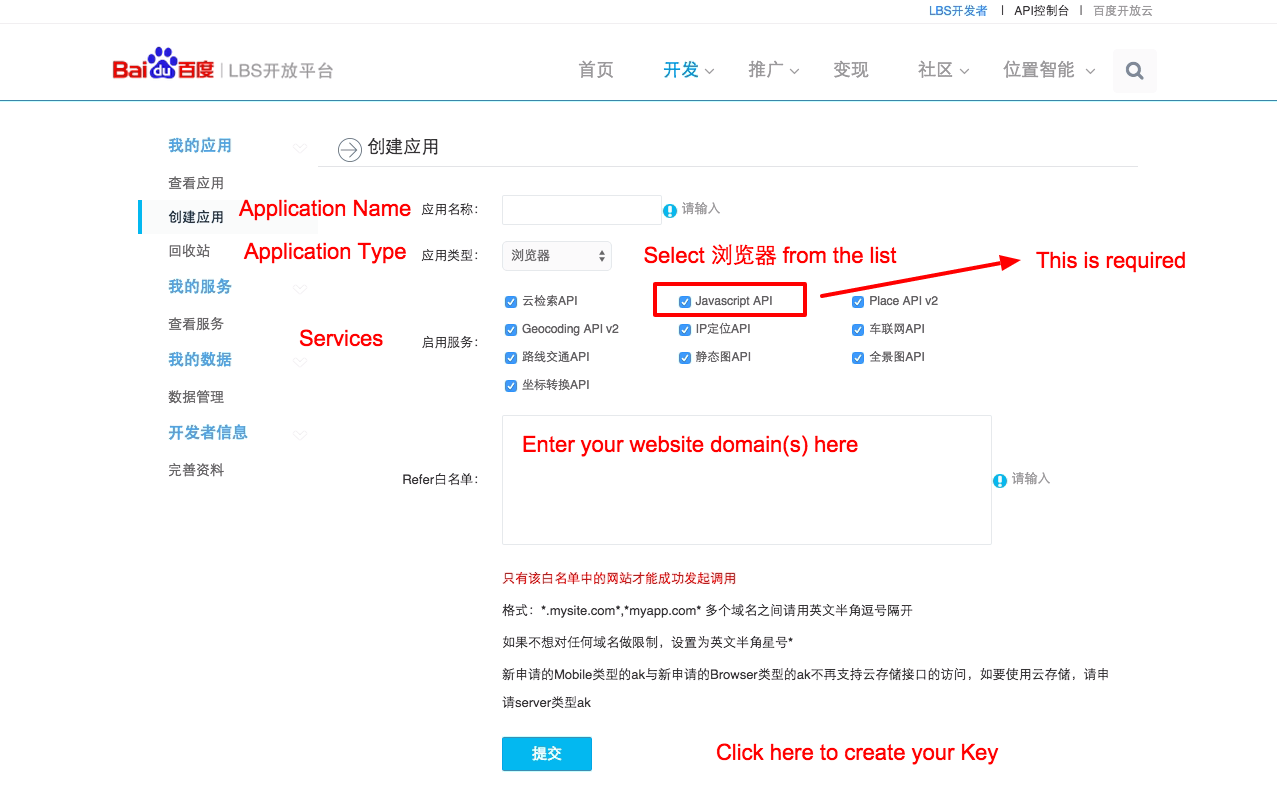 LBS开发者 | API控制台 | 百度开放云
Bai du 百度 | LBS开放平台
首页 开发 推广 变现 社区 位置智能
我的应用
创建应用
查看应用
创建应用
Application Name 应用名称: 请输入
回收站
Application Type 应用类型: 浏览器 Select 浏览器 from the list This is required
我的服务
云检索API Javascript API Place API v2
查看服务
Geocoding API v2 IP定位API 车联网API
Services 启用服务:
我的数据
路线交通API 静态图API 全景图API
坐标转换API
数据管理
开发者信息
Enter your website domain(s) here
完善资料
Refer白名单: 请输入
只有该白名单中的网站才能成功发起调用
格式：*.mysite.com*,*myapp.com* 多个域名之间请用英文半角逗号隔开
如果不想对任何域名做限制，设置为英文半角星号*
新申请的Mobile类型的ak与新申请的Browser类型的ak不再支持云存储接口的访问，如要使用云存储，请申
请server类型ak
提交 Click here to create your Key